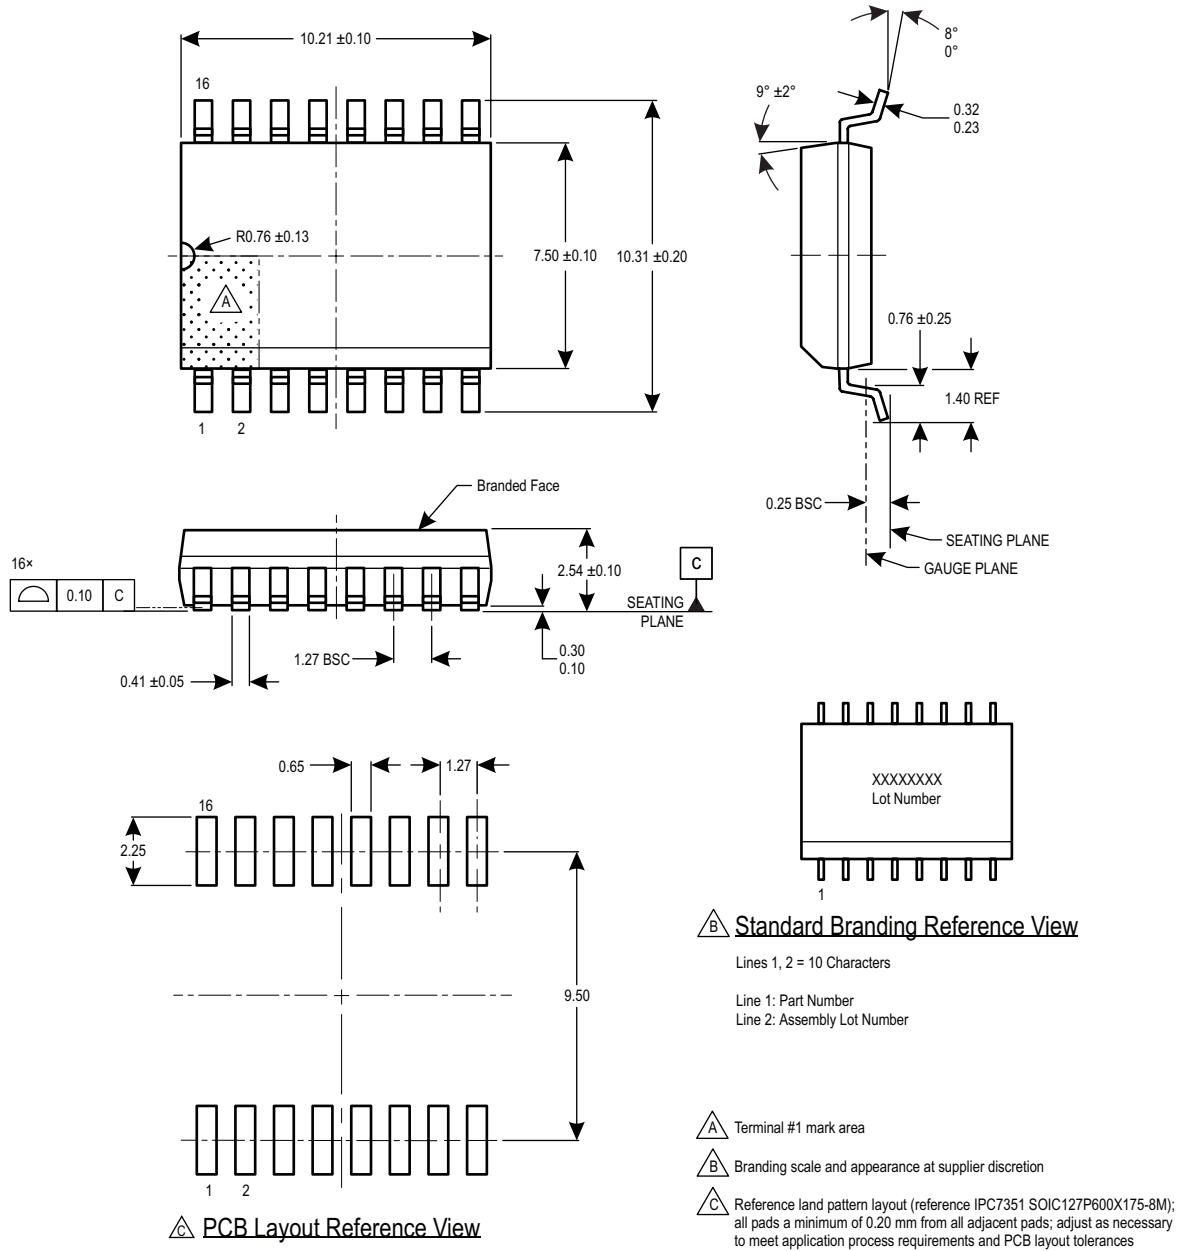 10.21 ±0.10
16
R0.76 ±0.13
A
7.50 ±0.10
10.31 ±0.20
1 2
8°
0°
9° ±2°
0.32
0.23
0.76 ±0.25
1.40 REF
0.25 BSC
SEATING PLANE
GAUGE PLANE
Branded Face
16×
0.10 C
2.54 ±0.10
C
SEATING
PLANE
0.30
0.10
1.27 BSC
0.41 ±0.05
0.65
1.27
16
2.25
9.50
1 2
C PCB Layout Reference View
XXXXXXXX
Lot Number
1
B Standard Branding Reference View
Lines 1, 2 = 10 Characters
Line 1: Part Number
Line 2: Assembly Lot Number
A Terminal #1 mark area
B Branding scale and appearance at supplier discretion
C Reference land pattern layout (reference IPC7351 SOIC127P600X175-8M);
all pads a minimum of 0.20 mm from all adjacent pads; adjust as necessary
to meet application process requirements and PCB layout tolerances